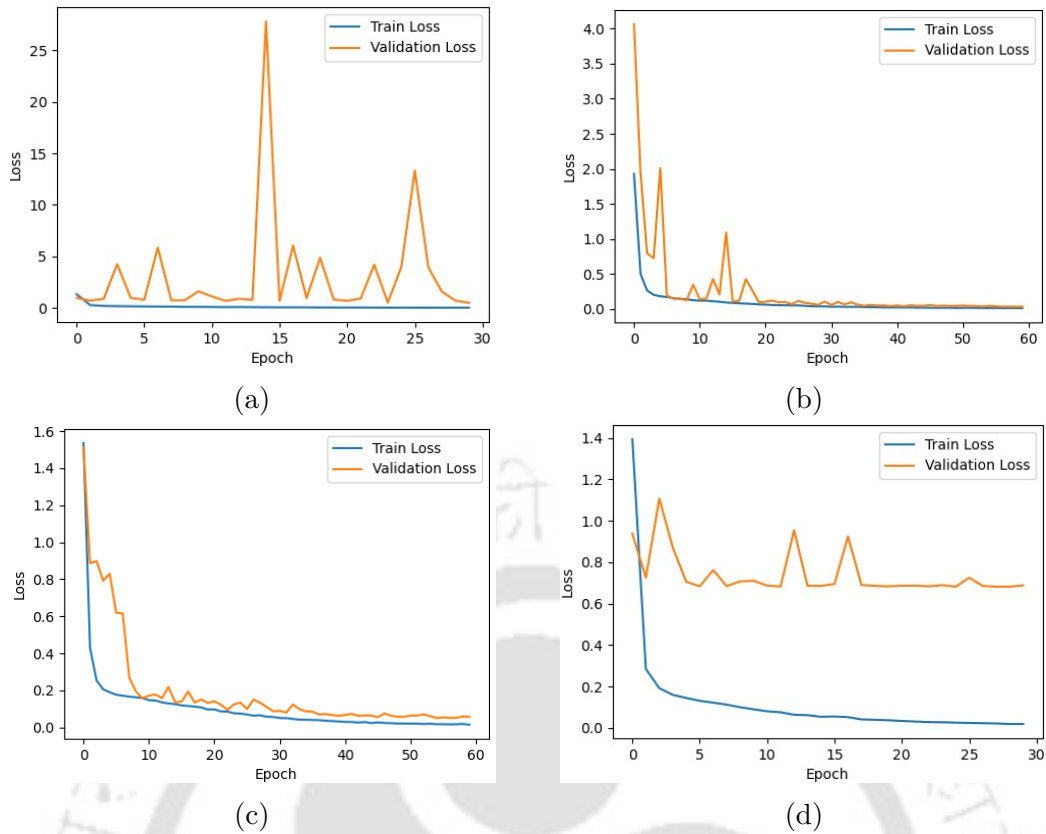 Train Loss
Validation Loss
25
20
15
10
5
0
Loss
0 5 10 15 20 25 30
Epoch
(a)
Train Loss
Validation Loss
4.0
3.5
3.0
2.5
2.0
1.5
1.0
0.5
0.0
Loss
0 10 20 30 40 50 60
Epoch
(b)
Train Loss
Validation Loss
1.6
1.4
1.2
1.0
0.8
0.6
0.4
0.2
0.0
Loss
0 10 20 30 40 50 60
Epoch
(c)
Train Loss
Validation Loss
1.4
1.2
1.0
0.8
0.6
0.4
0.2
0.0
Loss
0 5 10 15 20 25 30
Epoch
(d)